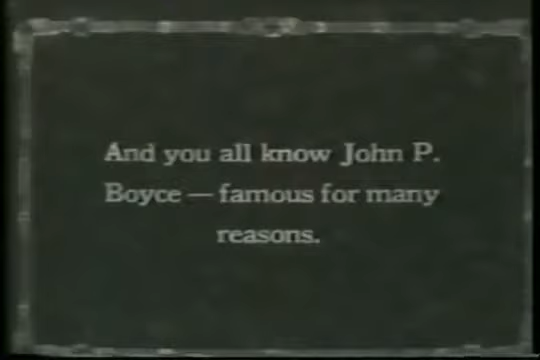 And you all know John P.
Boyce — famous for many
reasons.